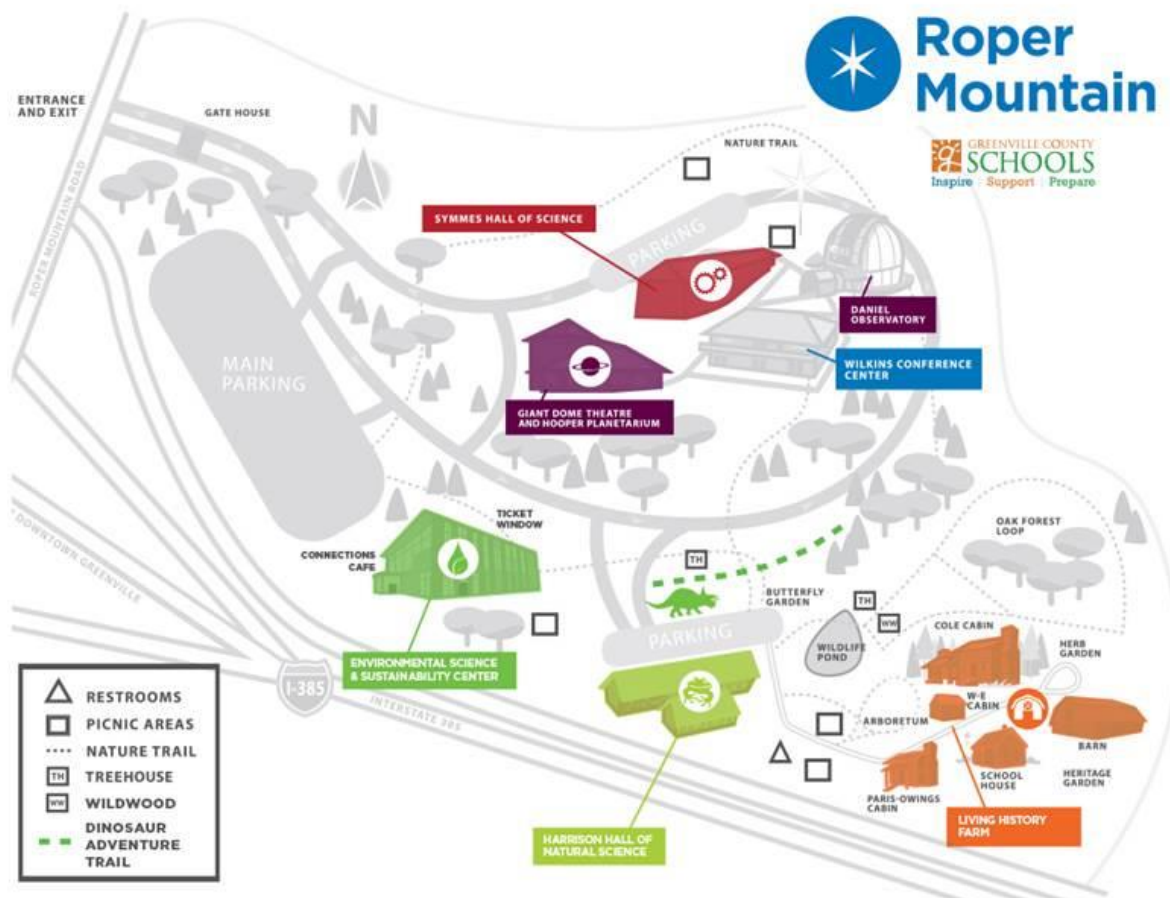 Roper
Mountain
GREENVILLE COUNTY
SCHOOLS
Inspire Support Prepare
ENTRANCE
AND EXIT
GATE HOUSE
N
NATURE TRAIL
ROPER MOUNTAIN ROAD
SYMMES HALL OF SCIENCE
PARKING
DANIEL
OBSERVATORY
WILKINS CONFERENCE
CENTER
MAIN
PARKING
GIANT DOME THEATRE
AND HOOPER PLANETARIUM
TICKET
WINDOW
CONNECTIONS
CAFE
OAK FOREST
LOOP
DOWNTOWN GREENVILLE
TH
BUTTERFLY
GARDEN
TH
WW
PARKING
WILDLIFE
POND
COLE CABIN
HERB
GARDEN
ENVIRONMENTAL SCIENCE
& SUSTAINABILITY CENTER
I-385
INTERSTATE 385
W-E
CABIN
ARBORETUM
BARN
SCHOOL
HOUSE
HERITAGE
GARDEN
PARIS-OWINGS
CABIN
LIVING HISTORY
FARM
HARRISON HALL OF
NATURAL SCIENCE
RESTROOMS
PICNIC AREAS
NATURE TRAIL
TH TREEHOUSE
WW WILDWOOD
DINOSAUR
ADVENTURE
TRAIL